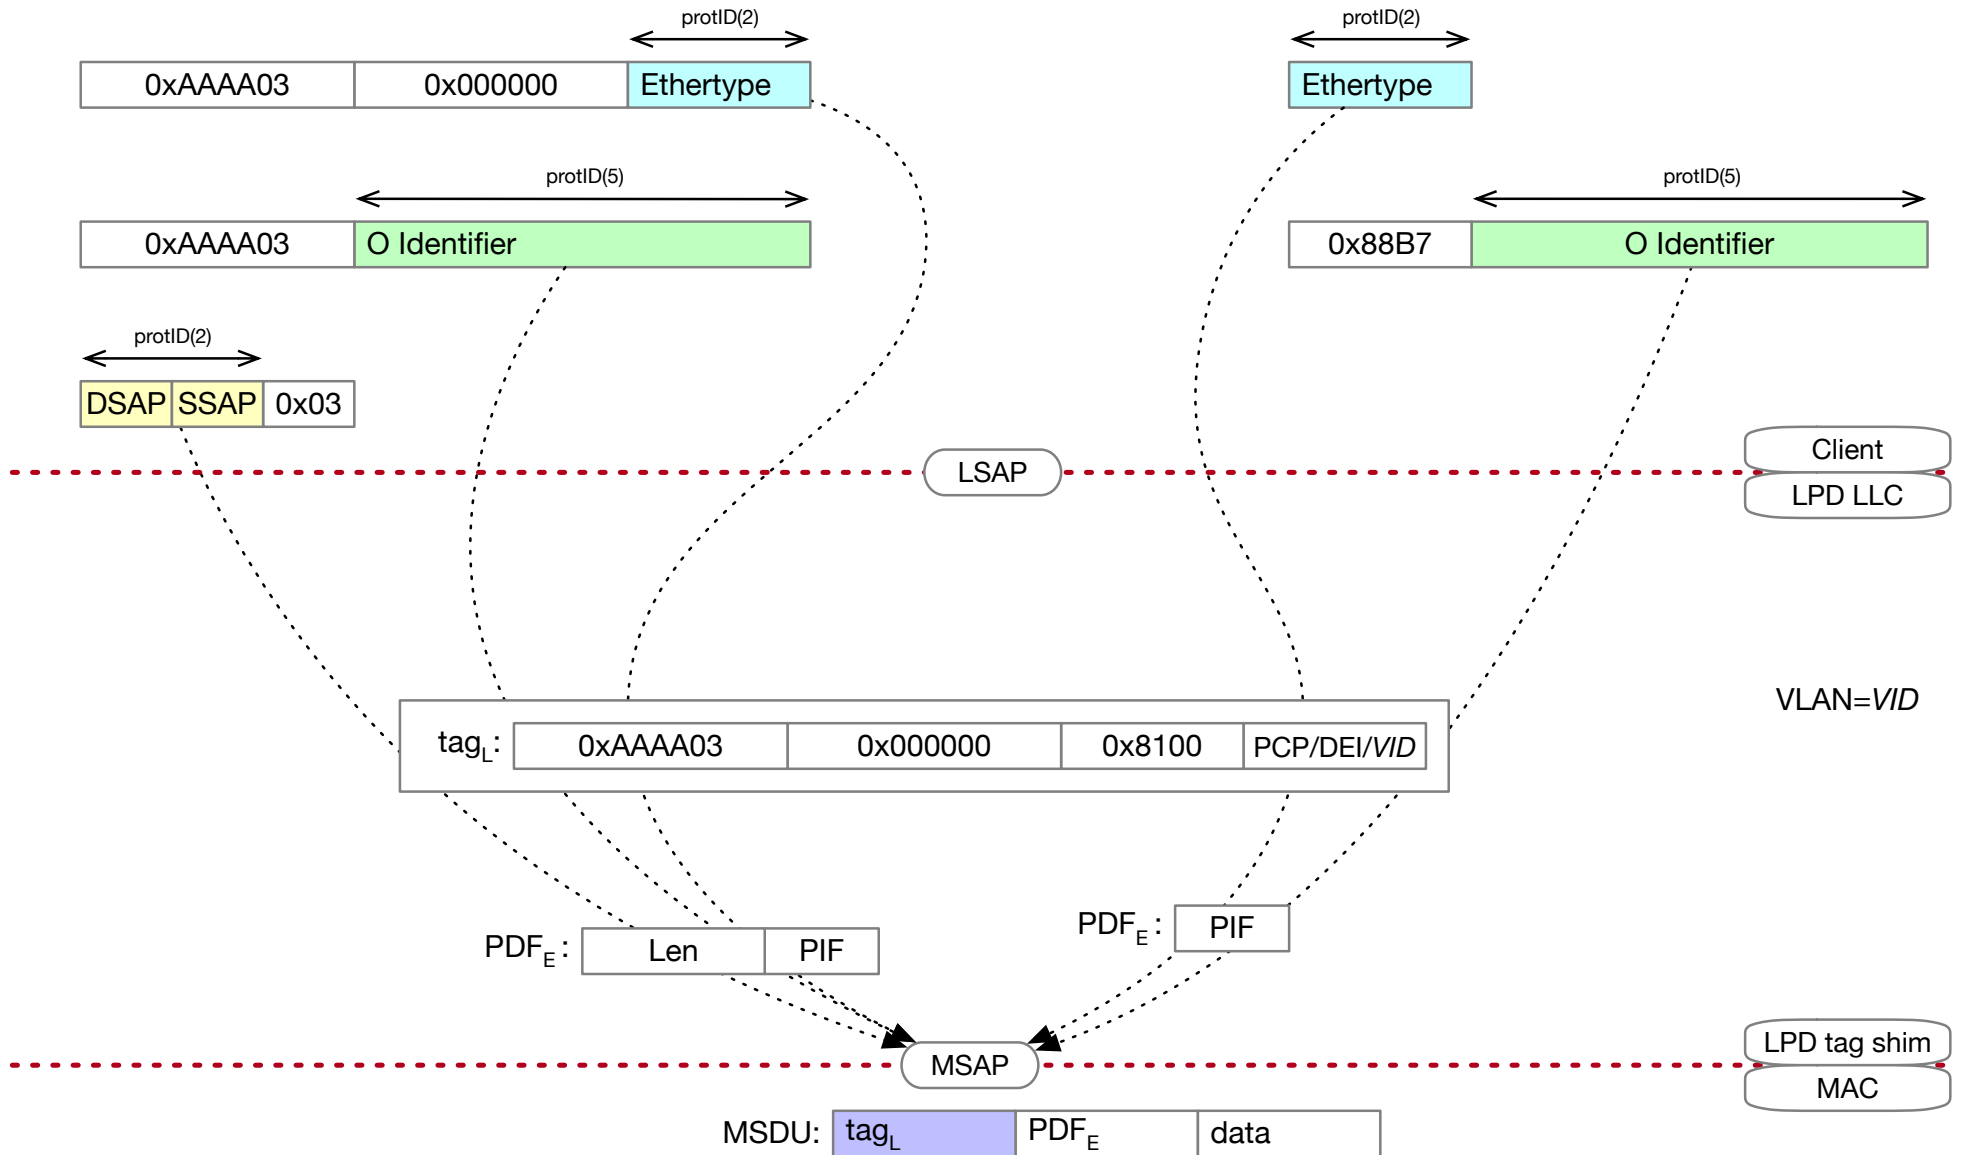 protID(2) protID(2)
0xAAAA03 0x000000 Ethertype Ethertype
protID(5) protID(5)
0xAAAA03 O Identifier 0x88B7 O Identifier
protID(2)
DSAP SSAP 0x03
Client
LSAP
LPD LLC
VLAN=VID
tagL: 0xAAAA03 0x000000 0x8100 PCP/DEI/VID
PDFE: PIF
PDFE: Len PIF
LPD tag shim
MSAP
MAC
MSDU: tagL PDFE data